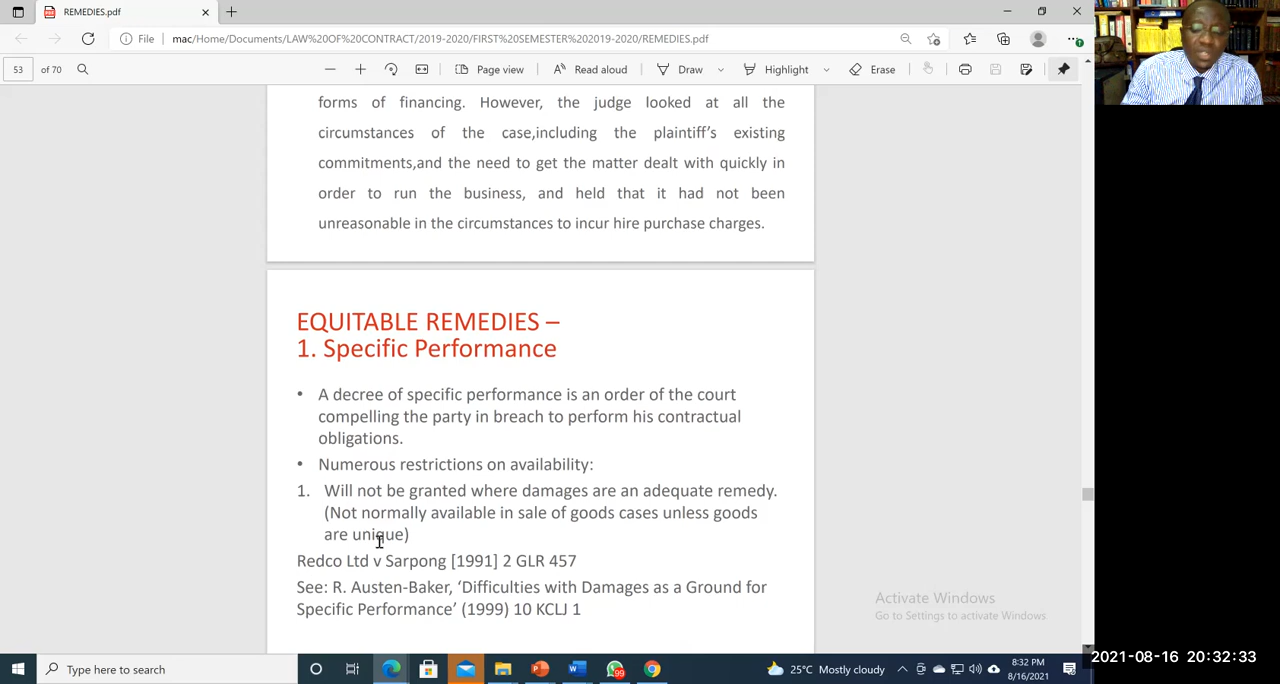 REMEDIES.pdf
File
mac/Home/Documents/LAW%20OF%20CONTRACT/2019-2020/FIRST%20SEMESTER%202019-2020/REMEDIES.pdf
53 of 70
Page view
Read aloud
Draw
Highlight
Erase
forms of financing. However, the judge looked at all the
circumstances of the case,including the plaintiff's existing
commitments,and the need to get the matter dealt with quickly in
order to run the business, and held that it had not been
unreasonable in the circumstances to incur hire purchase charges.
EQUITABLE REMEDIES –
1. Specific Performance
• A decree of specific performance is an order of the court
compelling the party in breach to perform his contractual
obligations.
• Numerous restrictions on availability:
1. Will not be granted where damages are an adequate remedy.
(Not normally available in sale of goods cases unless goods
are unique)
Redco Ltd v Sarpong [1991] 2 GLR 457
See: R. Austen-Baker, 'Difficulties with Damages as a Ground for
Specific Performance' (1999) 10 KCLJ 1
Activate Windows
Go to Settings to activate Windows.
Type here to search
99
25°C Mostly cloudy
8:32 PM
8/16/2021
2021-08-16 20:32:33